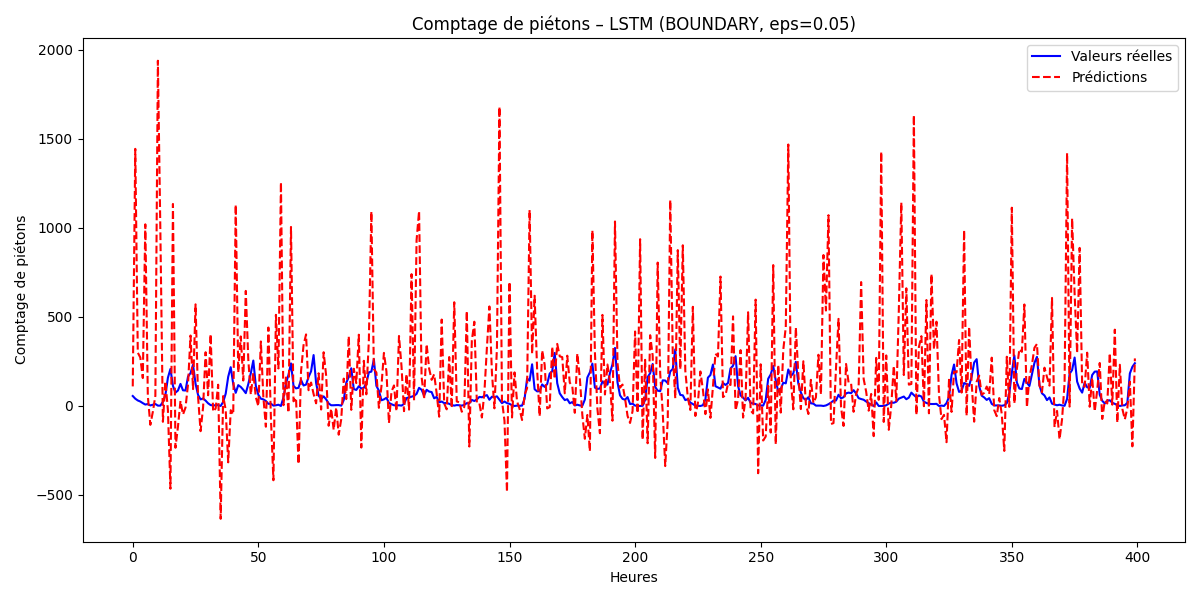 Comptage de piétons – LSTM (BOUNDARY, eps=0.05)
Valeurs réelles
Prédictions
Comptage de piétons
2000
1500
1000
500
0
−500
0 50 100 150 200 250 300 350 400
Heures